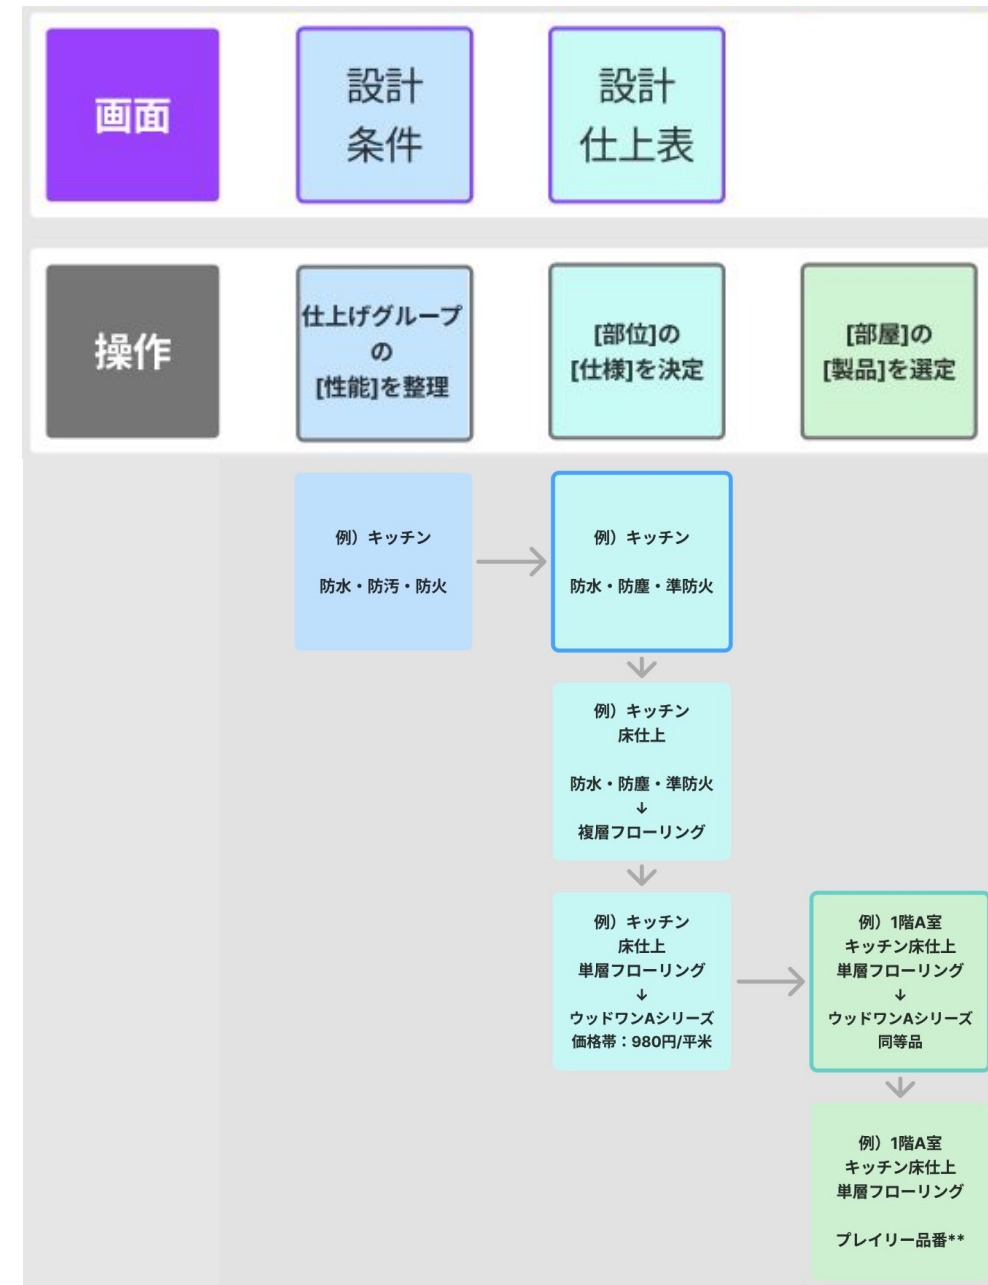 画面
設計
条件
設計
仕上表
操作
仕上げグループ
の
[性能]を整理
[部位]の
[仕様]を決定
[部屋]の
[製品]を選定
例）キッチン
防水・防汚・防火
例）キッチン
防水・防塵・準防火
例）キッチン
床仕上
防水・防塵・準防火
↓
複層フローリング
例）キッチン
床仕上
単層フローリング
↓
ウッドワンAシリーズ
価格帯：980円/平米
例）1階A室
キッチン床仕上
単層フローリング
↓
ウッドワンAシリーズ
同等品
例）1階A室
キッチン床仕上
単層フローリング
プレイリー品番**